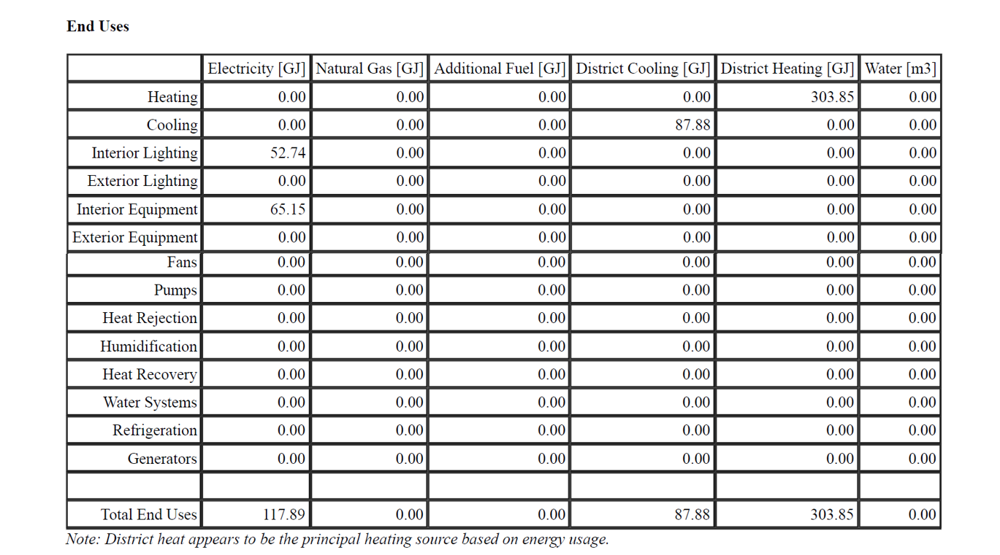 End Uses
Electricity [GJ] Natural Gas [GJ] Additional Fuel [GJ] District Cooling [GJ] District Heating [GJ] Water [m3]
Heating 0.00 0.00 0.00 0.00 303.85 0.00
Cooling 0.00 0.00 0.00 87.88 0.00 0.00
Interior Lighting 52.74 0.00 0.00 0.00 0.00 0.00
Exterior Lighting 0.00 0.00 0.00 0.00 0.00 0.00
Interior Equipment 65.15 0.00 0.00 0.00 0.00 0.00
Exterior Equipment 0.00 0.00 0.00 0.00 0.00 0.00
Fans 0.00 0.00 0.00 0.00 0.00 0.00
Pumps 0.00 0.00 0.00 0.00 0.00 0.00
Heat Rejection 0.00 0.00 0.00 0.00 0.00 0.00
Humidification 0.00 0.00 0.00 0.00 0.00 0.00
Heat Recovery 0.00 0.00 0.00 0.00 0.00 0.00
Water Systems 0.00 0.00 0.00 0.00 0.00 0.00
Refrigeration 0.00 0.00 0.00 0.00 0.00 0.00
Generators 0.00 0.00 0.00 0.00 0.00 0.00
Total End Uses 117.89 0.00 0.00 87.88 303.85 0.00
Note: District heat appears to be the principal heating source based on energy usage.